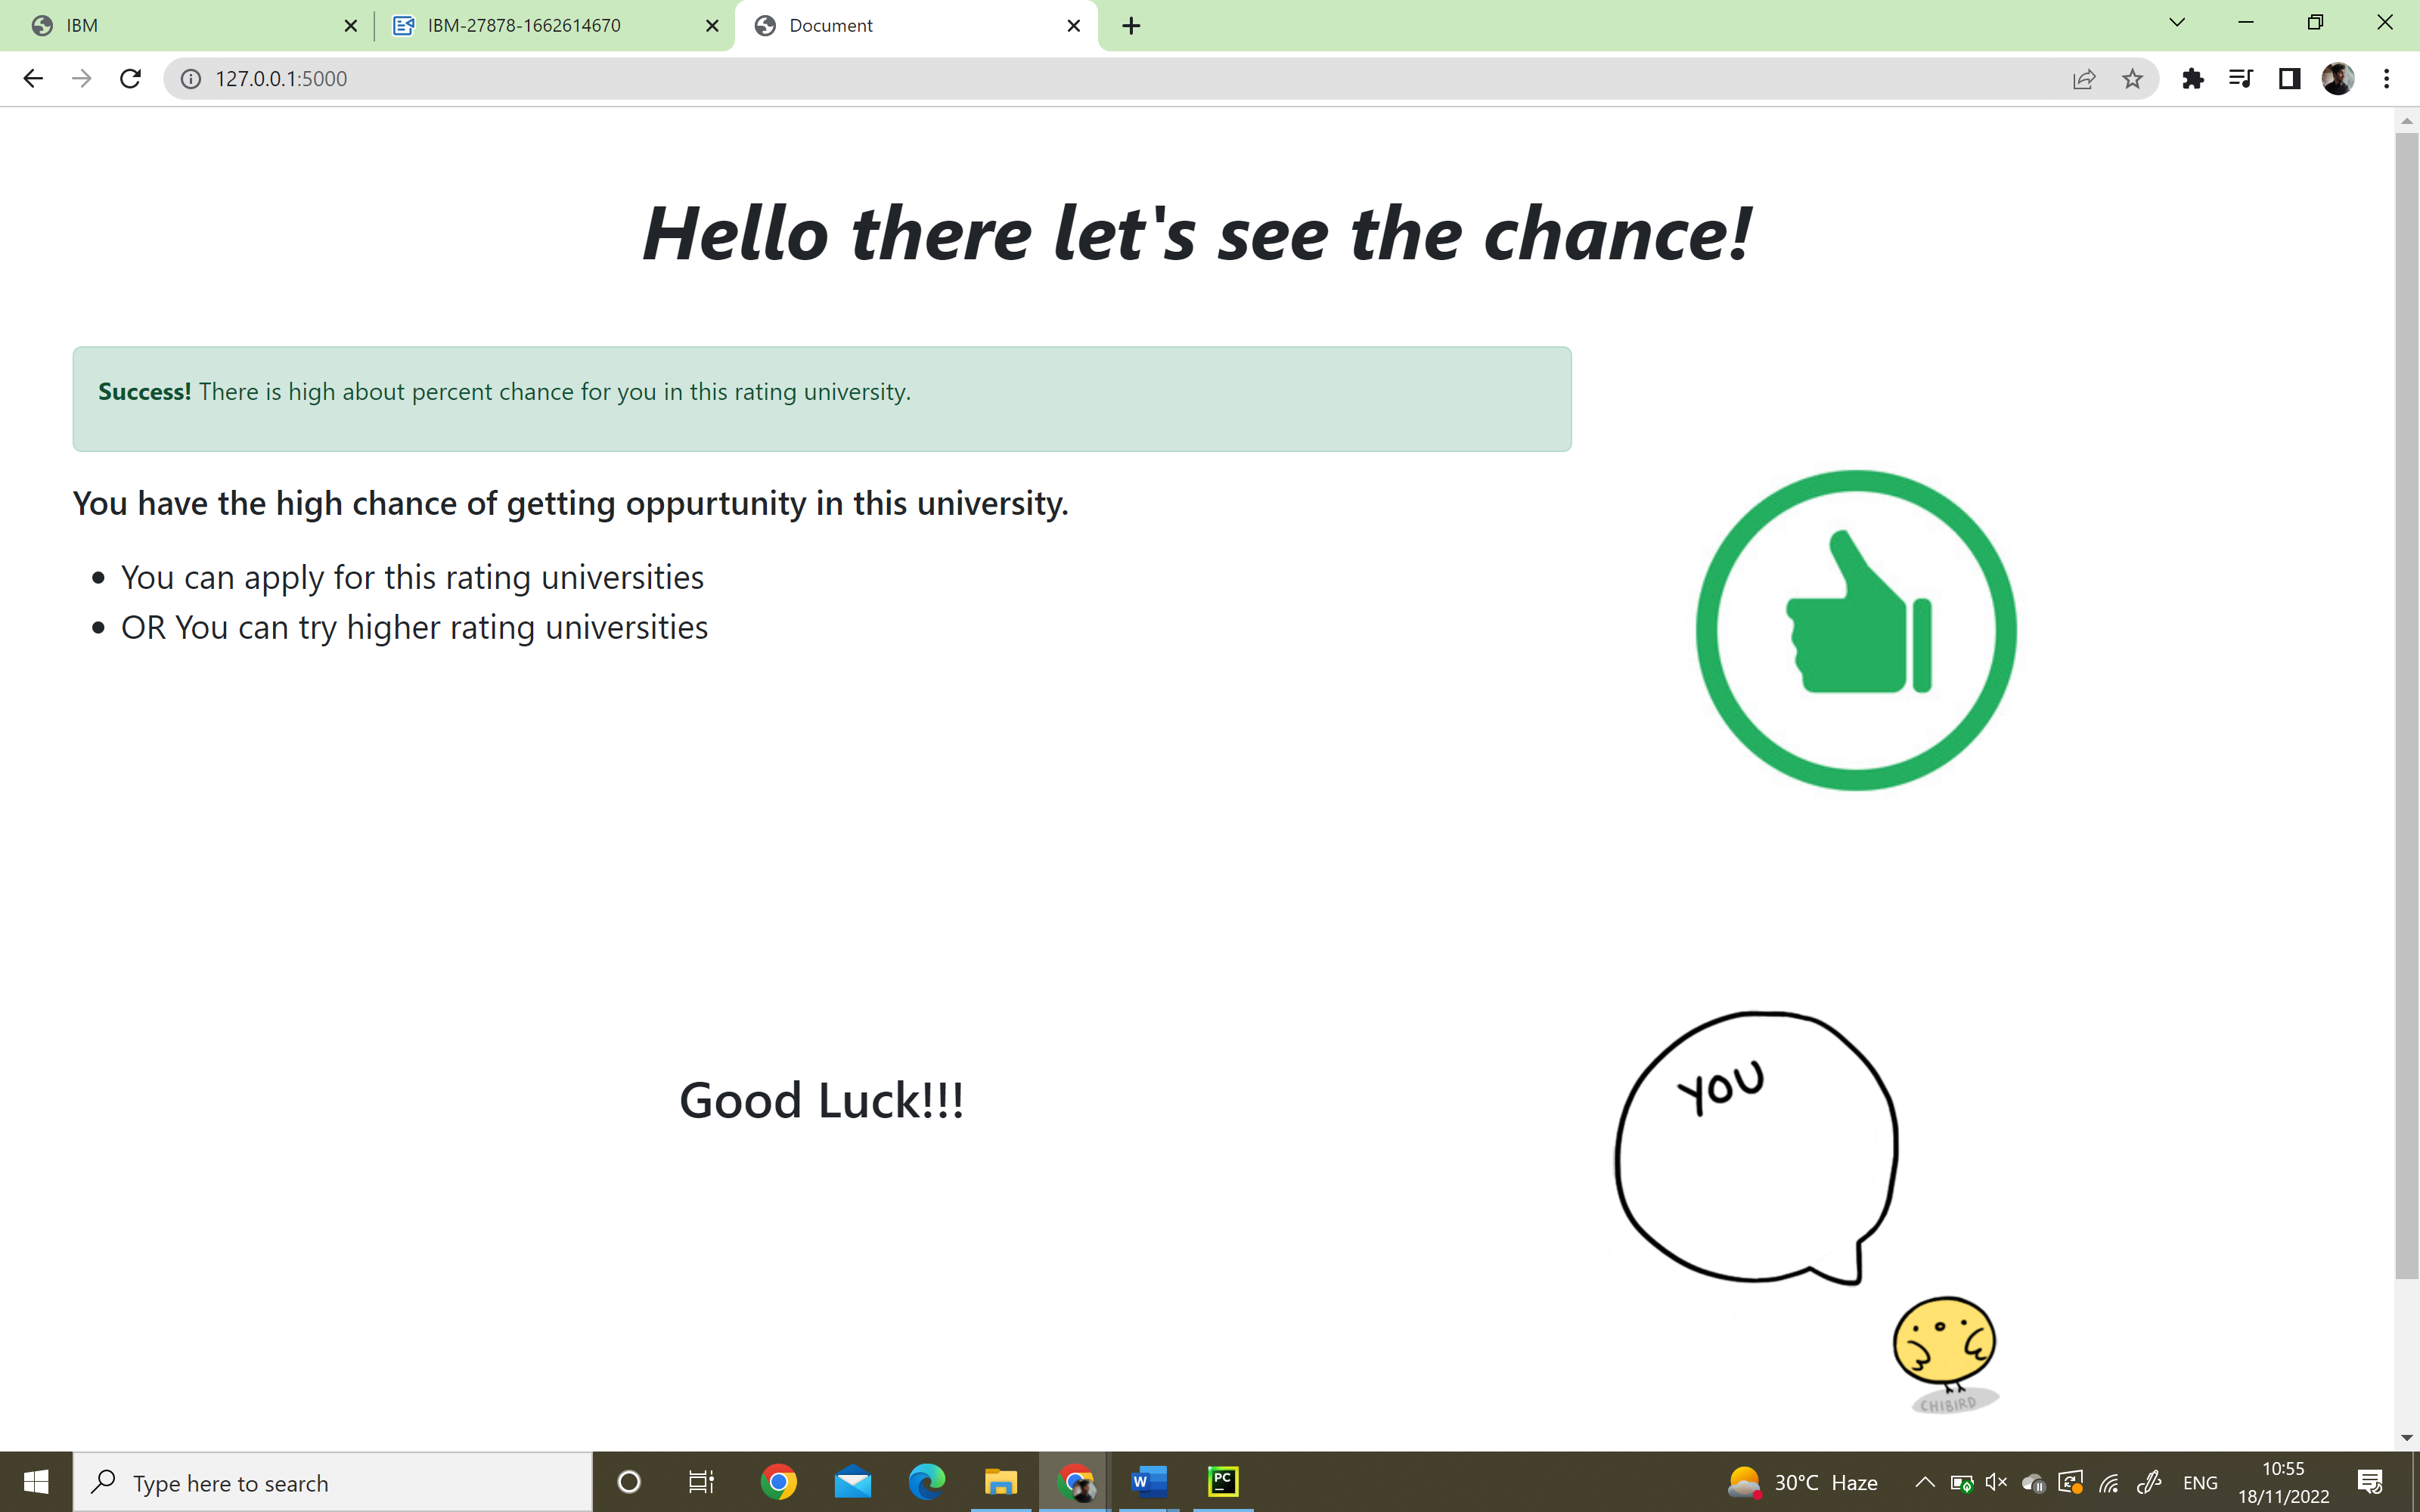 IBM
IBM-27878-1662614670
Document
127.0.0.1:5000
Hello there let's see the chance!
Success! There is high about percent chance for you in this rating university.
You have the high chance of getting oppurtunity in this university.
You can apply for this rating universities
OR You can try higher rating universities
Good Luck!!!
YOU
CHIBIRD
Type here to search
W
PC
30°C Haze
ENG
10:55
18/11/2022